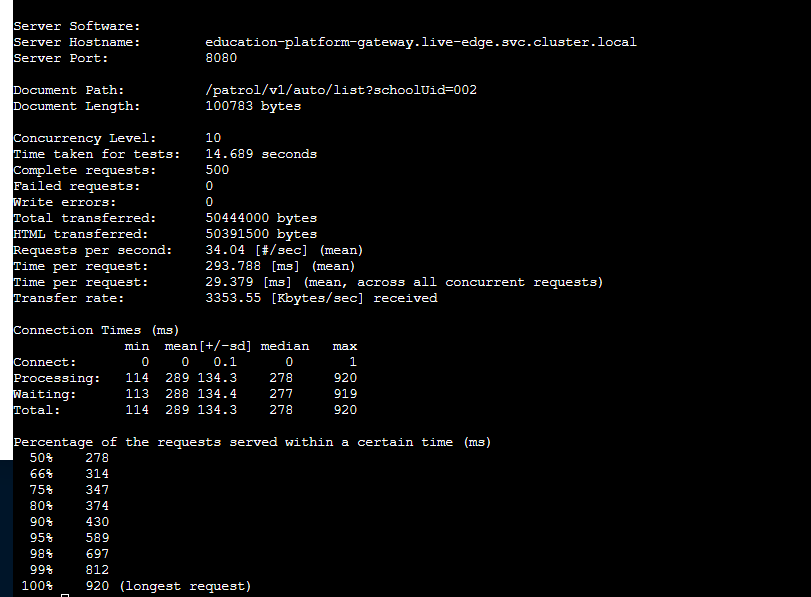 Server Software:
Server Hostname:        education-platform-gateway.live-edge.svc.cluster.local
Server Port:            8080
Document Path:          /patrol/v1/auto/list?schoolUid=002
Document Length:        100783 bytes
Concurrency Level:      10
Time taken for tests:   14.689 seconds
Complete requests:      500
Failed requests:        0
Write errors:           0
Total transferred:      50444000 bytes
HTML transferred:       50391500 bytes
Requests per second:    34.04 [#/sec] (mean)
Time per request:       293.788 [ms] (mean)
Time per request:       29.379 [ms] (mean, across all concurrent requests)
Transfer rate:          3353.55 [Kbytes/sec] received
Connection Times (ms)
              min  mean[+/-sd] median   max
Connect:        0    0   0.1      0       1
Processing:   114  289 134.3    278     920
Waiting:      113  288 134.4    277     919
Total:        114  289 134.3    278     920
Percentage of the requests served within a certain time (ms)
  50%    278
  66%    314
  75%    347
  80%    374
  90%    430
  95%    589
  98%    697
  99%    812
 100%    920 (longest request)